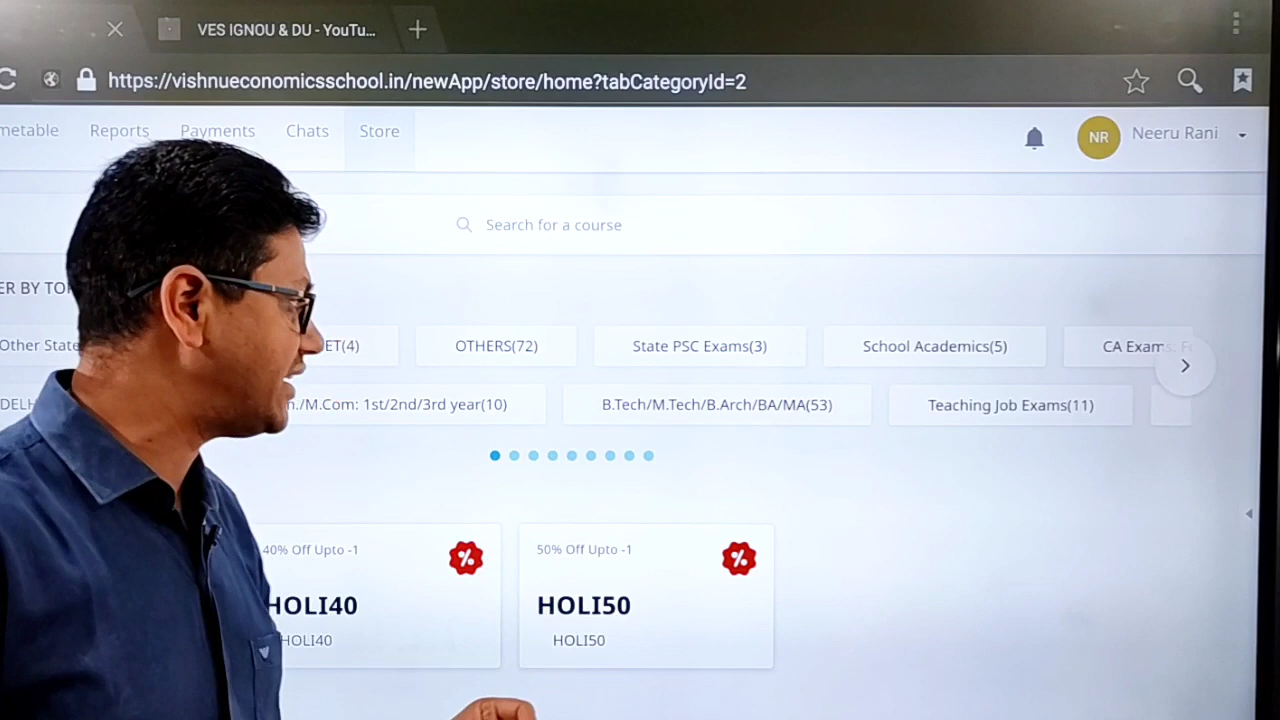 VES IGNOU & DU - YouTu...
https://vishnueconomicsschool.in/newApp/store/home?tabCategoryId=2
metable Reports Payments Chats Store
NR Neeru Rani
Search for a course
ER BY TO
Other State ET(4) OTHERS(72) State PSC Exams(3) School Academics(5) CA Exams
DELH n./M.Com: 1st/2nd/3rd year(10) B.Tech/M.Tech/B.Arch/BA/MA(53) Teaching Job Exams(11)
40% Off Upto -1 % 50% Off Upto -1 %
HOLI40 HOLI50
HOLI40 HOLI50